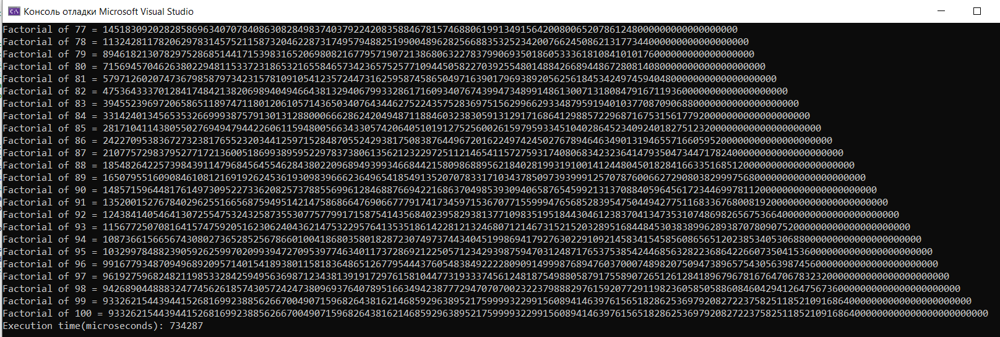 Консоль отладки Microsoft Visual Studio
Factorial of 77 = 145183092028285869634070784086308284983740379224208358846781574688061991349156420080065207861248000000000000000000
Factorial of 78 = 11324281178206297831457521158732046228731749579488251990048962825668835325234200766245086213177344000000000000000000
Factorial of 79 = 894618213078297528685144171539831652069808216779571907213868063227837990693501860533361810841010176000000000000000000
Factorial of 80 = 71569457046263802294811533723186532165584657342365752577109445058227039255480148842668944867280814080000000000000000000
Factorial of 81 = 5797126020747367985879734231578109105412357244731625958745865049716390179693892056256184534249745940480000000000000000000
Factorial of 82 = 475364333701284174842138206989404946643813294067993328617160934076743994734899148613007131808479167119360000000000000000000
Factorial of 83 = 39455239697206586511897471180120610571436503407643446275224357528369751562996629334879591940103770870906880000000000000000000
Factorial of 84 = 3314240134565353266999387579130131288000666286242049487118846032383059131291716864129885722968716753156177920000000000000000000
Factorial of 85 = 281710411438055027694947944226061159480056634330574206405101912752560026159795933451040286452340924018275123200000000000000000000
Factorial of 86 = 24227095383672732381765523203441259715284870552429381750838764496720162249742450276789464634901319465571660595200000000000000000000
Factorial of 87 = 2107757298379527717213600518699389595229783738061356212322972511214654115727593174080683423236414793504734471782400000000000000000000
Factorial of 88 = 185482642257398439114796845645546284380220968949399346684421580986889562184028199319100141244804501828416633516851200000000000000000000
Factorial of 89 = 16507955160908461081216919262453619309839666236496541854913520707833171034378509739399912570787600662729080382999756800000000000000000000
Factorial of 90 = 1485715964481761497309522733620825737885569961284688766942216863704985393094065876545992131370884059645617234469978112000000000000000000000
Factorial of 91 = 135200152767840296255166568759495142147586866476906677791741734597153670771559994765685283954750449427751168336768008192000000000000000000000
Factorial of 92 = 12438414054641307255475324325873553077577991715875414356840239582938137710983519518443046123837041347353107486982656753664000000000000000000000
Factorial of 93 = 1156772507081641574759205162306240436214753229576413535186142281213246807121467315215203289516844845303838996289387078090752000000000000000000000
Factorial of 94 = 108736615665674308027365285256786601004186803580182872307497374434045199869417927630229109214583415458560865651202385340530688000000000000000000000
Factorial of 95 = 10329978488239059262599702099394727095397746340117372869212250571234293987594703124871765375385424468563282236864226607350415360000000000000000000000
Factorial of 96 = 991677934870949689209571401541893801158183648651267795444376054838492222809091499987689476037000748982075094738965754305639874560000000000000000000000
Factorial of 97 = 96192759682482119853328425949563698712343813919172976158104477319333745612481875498805879175589072651261284189679678167647067832320000000000000000000000
Factorial of 98 = 9426890448883247745626185743057242473809693764078951663494238777294707070023223798882976159207729119823605850588608460429412647567360000000000000000000000
Factorial of 99 = 933262154439441526816992388562667004907159682643816214685929638952175999932299156089414639761565182862536979208272237582511852109168640000000000000000000000
Factorial of 100 = 93326215443944152681699238856266700490715968264381621468592963895217599993229915608941463976156518286253697920827223758251185210916864000000000000000000000000
Execution time(microseconds): 734287